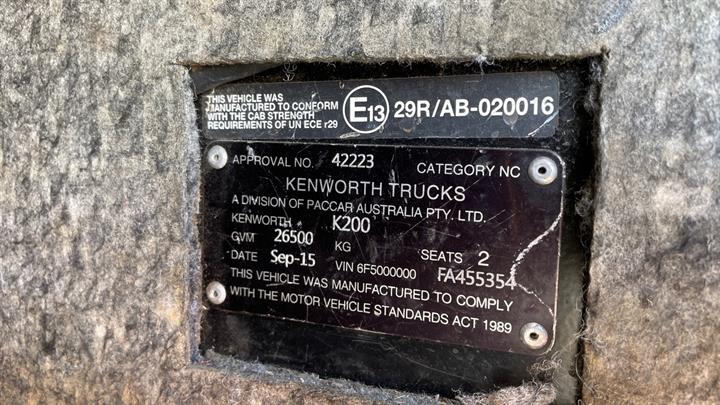 THIS VEHICLE WAS
MANUFACTURED TO CONFORM
WITH THE CAB STRENGTH
REQUIREMENTS OF UN ECE r29
E13 29R/AB-020016
APPROVAL NO. 42223 CATEGORY NC
KENWORTH TRUCKS
A DIVISION OF PACCAR AUSTRALIA PTY. LTD.
KENWORTH K200
GVM 26500 KG SEATS 2
DATE Sep-15 VIN 6F5000000 FA455354
THIS VEHICLE WAS MANUFACTURED TO COMPLY
WITH THE MOTOR VEHICLE STANDARDS ACT 1989